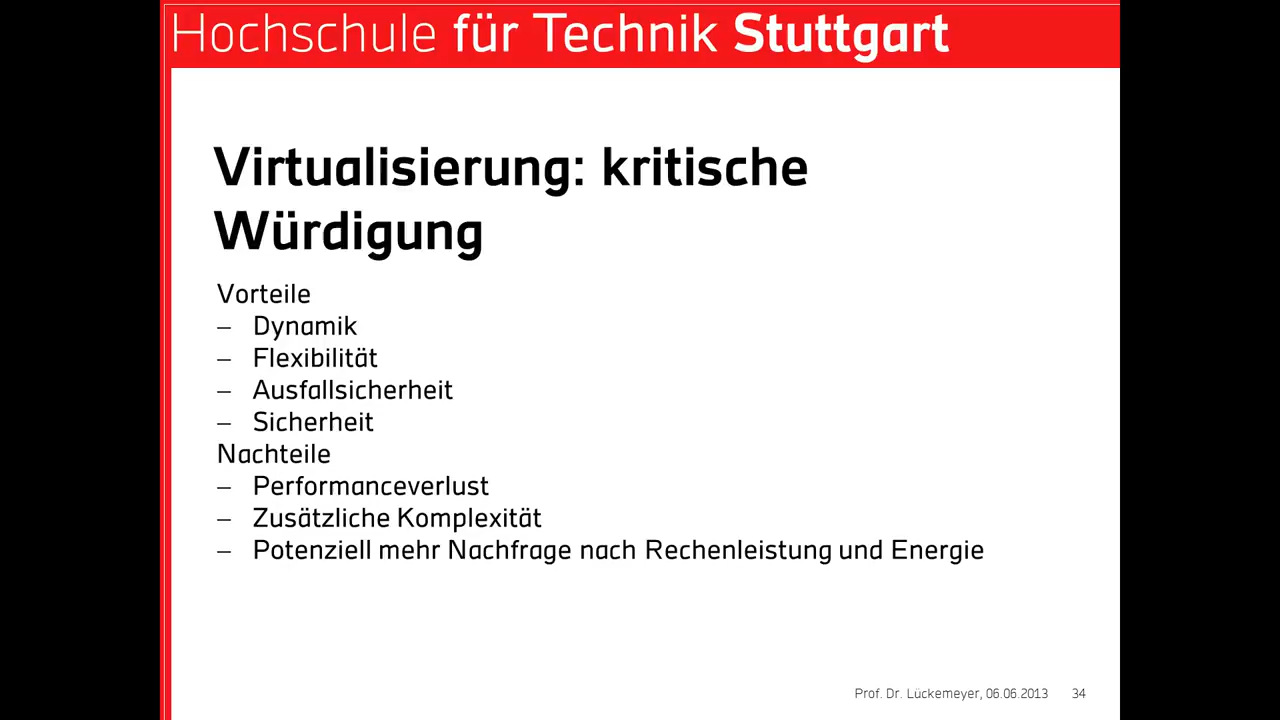 Hochschule für Technik Stuttgart
Virtualisierung: kritische
Würdigung
Vorteile
– Dynamik
– Flexibilität
– Ausfallsicherheit
– Sicherheit
Nachteile
– Performanceverlust
– Zusätzliche Komplexität
– Potenziell mehr Nachfrage nach Rechenleistung und Energie
Prof. Dr. Lückemeyer, 06.06.2013 34